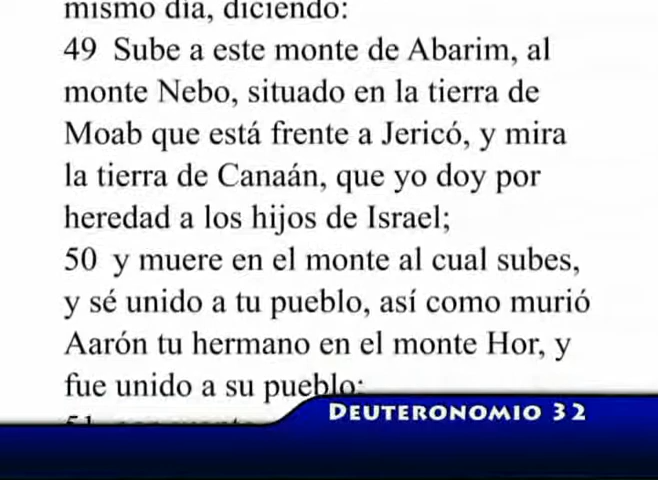 mismo día, diciendo:
49 Sube a este monte de Abarim, al
monte Nebo, situado en la tierra de
Moab que está frente a Jericó, y mira
la tierra de Canaán, que yo doy por
heredad a los hijos de Israel;
50 y muere en el monte al cual subes,
y sé unido a tu pueblo, así como murió
Aarón tu hermano en el monte Hor, y
fue unido a su pueblo;
51
DEUTERONOMIO 32